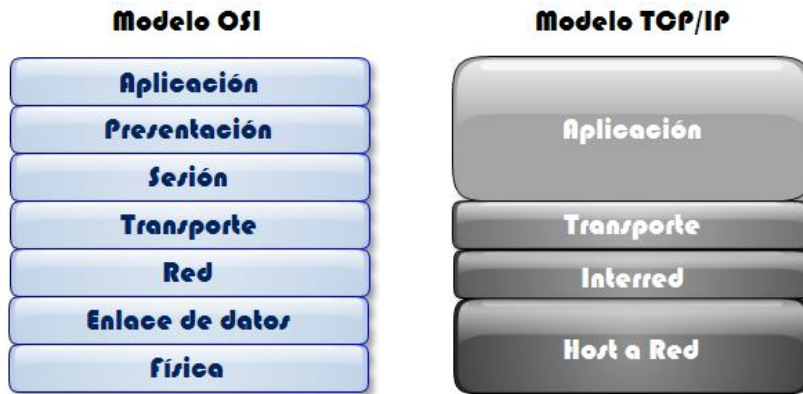 Modelo OSI
Aplicación
Presentación
Sesión
Transporte
Red
Enlace de datos
Física
Modelo TCP/IP
Aplicación
Transporte
Interred
Host a Red